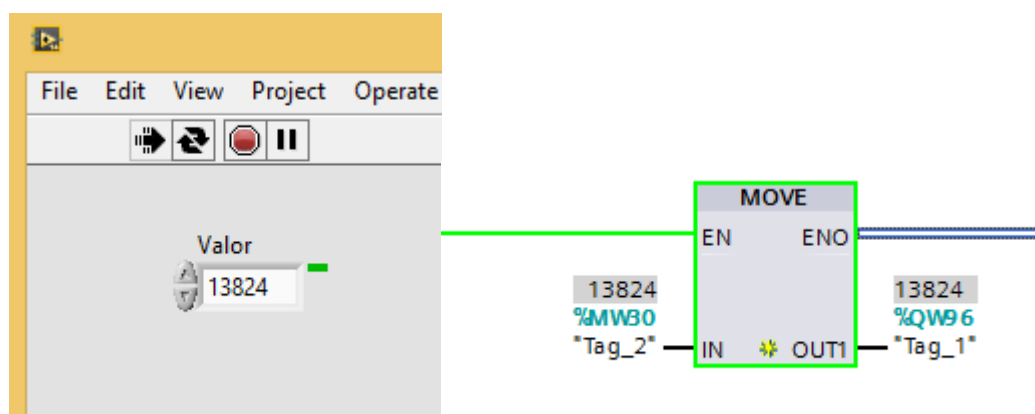 File Edit View Project Operate
Valor
13824
MOVE
EN ENO
13824 13824
%MW30 %QW96
"Tag_2" IN OUT1 "Tag_1"